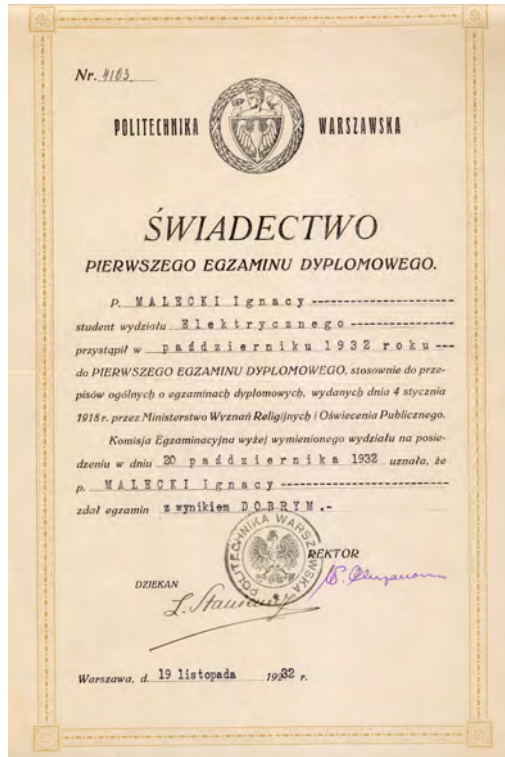 Nr. 4103
POLITECHNIKA WARSZAWSKA
ŚWIADECTWO
PIERWSZEGO EGZAMINU DYPLOMOWEGO.
P. MALECKI Ignacy
student wydziału Elektrycznego
przystąpił w październiku 1932 roku
do PIERWSZEGO EGZAMINU DYPLOMOWEGO, stosownie do prze-
pisów ogólnych o egzaminach dyplomowych, wydanych dnia 4 stycznia
1918 r. przez Ministerstwo Wyznań Religijnych i Oświecenia Publicznego.
Komisja Egzaminacyjna wyżej wymienionego wydziału na posie-
dzeniu w dniu 20 października 1932 uznała, że
p. MALECKI Ignacy
zdał egzamin z wynikiem DOBRYM.-
POLITECHNIKA WARSZAWSKA
REKTOR
DZIEKAN
Warszawa, d. 19 listopada 1932 r.